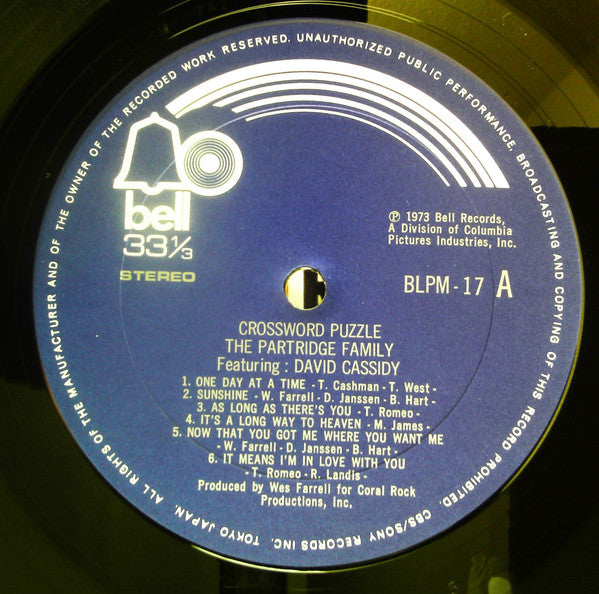 ALL RIGHTS OF THE MANUFACTURER AND OF THE OWNER OF THE RECORDED WORK RESERVED. UNAUTHORIZED PUBLIC PERFORMANCE, BROADCASTING AND COPYING OF THIS RECORD PROHIBITED. CBS/SONY RECORDS INC. TOKYO JAPAN.
bell
33 1/3
STEREO
℗ 1973 Bell Records,
A Division of Columbia
Pictures Industries, Inc.
BLPM-17 A
CROSSWORD PUZZLE
THE PARTRIDGE FAMILY
Featuring : DAVID CASSIDY
1. ONE DAY AT A TIME - T. Cashman- T. West -
2. SUNSHINE - W. Farrell- D. Janssen- B. Hart -
3. AS LONG AS THERE'S YOU - T. Romeo -
4. IT'S A LONG WAY TO HEAVEN - M. James -
5. NOW THAT YOU GOT ME WHERE YOU WANT ME
- W. Farrell - D. Janssen - B. Hart -
6. IT MEANS I'M IN LOVE WITH YOU
- T. Romeo - R. Landis -
Produced by Wes Farrell for Coral Rock
Productions, Inc.